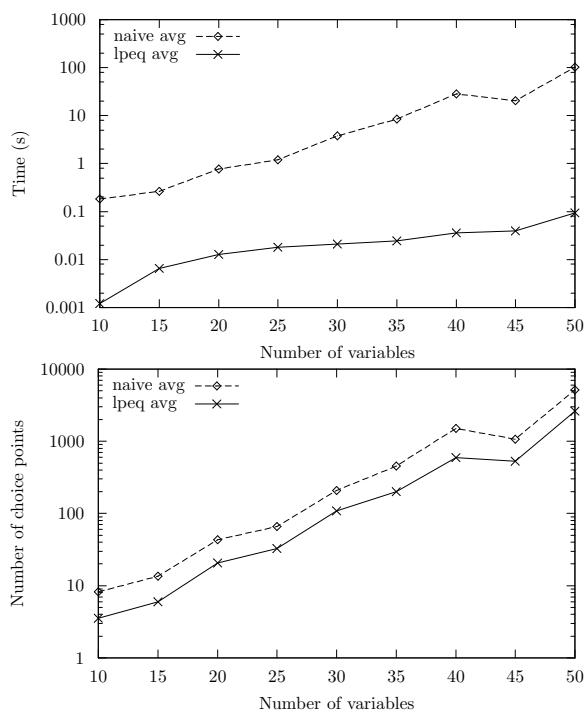 1000
naive avg
lpeq avg
100
10
1
0.1
0.01
0.001
Time (s)
10 15 20 25 30 35 40 45 50
Number of variables
10000
naive avg
lpeq avg
1000
100
10
1
Number of choice points
10 15 20 25 30 35 40 45 50
Number of variables